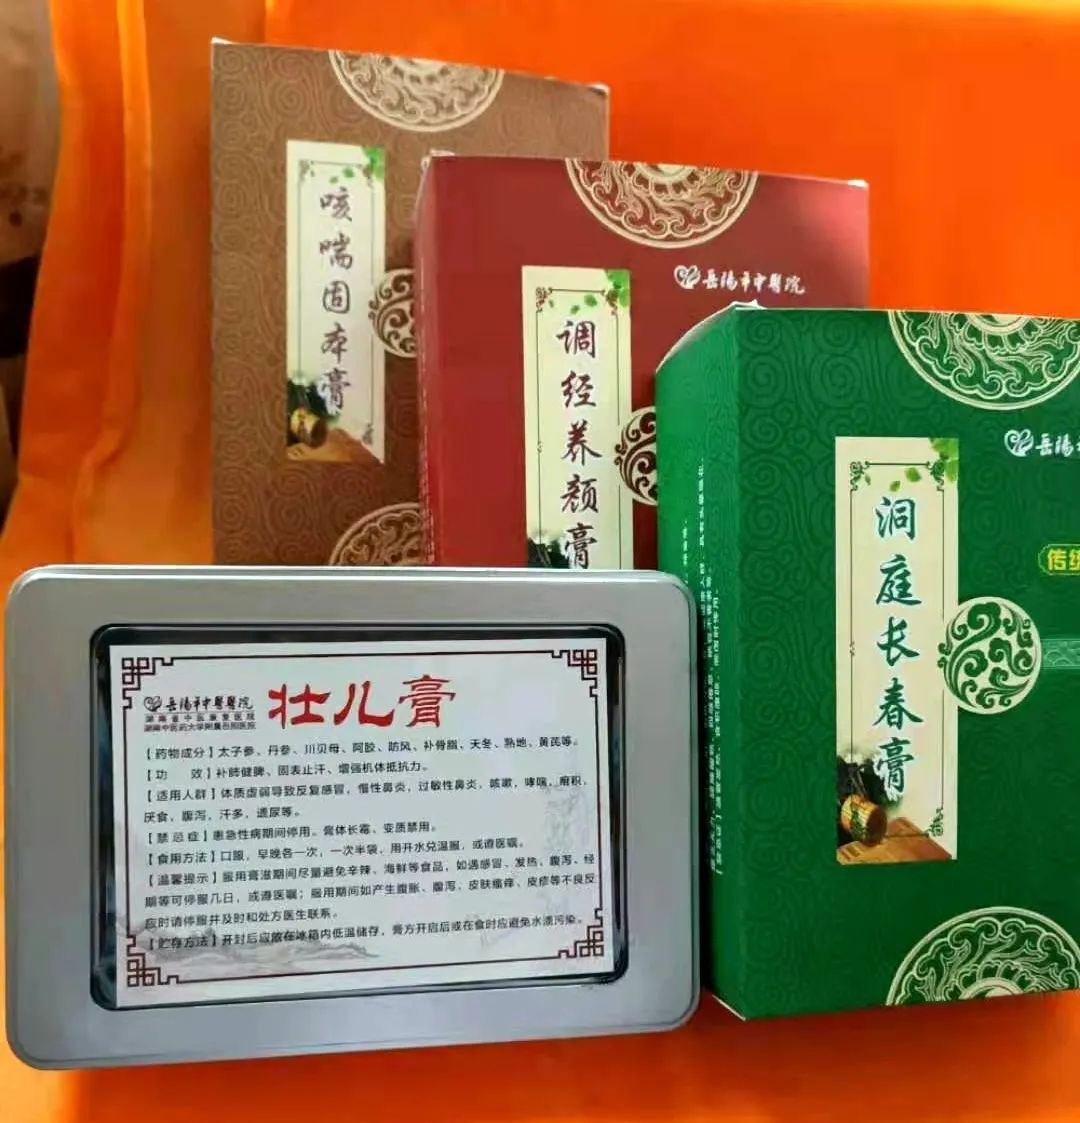 咳喘固本膏
岳阳市中医院
调经养颜膏
岳阳
洞庭长春膏
传统
岳阳市中医医院
湖南省中医康复医院
湖南中医药大学附属岳阳医院
壮儿膏
【药物成分】太子参、丹参、川贝母、阿胶、防风、补骨脂、天冬、熟地、黄芪等。
【功 效】补肺健脾、固表止汗、增强机体抵抗力。
【适用人群】体质虚弱导致反复感冒,慢性鼻炎,过敏性鼻炎、咳嗽,哮喘,疳积,
厌食、腹泻,汗多,遗尿等。
【禁忌症】患急性病期间停用。膏体长霉、变质禁用。
【食用方法】口服,早晚各一次,一次半袋,用开水兑温服,或遵医嘱。
【温馨提示】服用膏滋期间尽量避免辛辣、海鲜等食品,如遇感冒、发热、腹泻、经
期等可停服几日,或遵医嘱;服用期间如产生腹胀、腹泻、皮肤瘙痒、皮疹等不良反
应时请停服并及时和处方医生联系。
【贮存方法】开封后应放在冰箱内低温储存,膏方开启后或在食时应避免水渍污染。